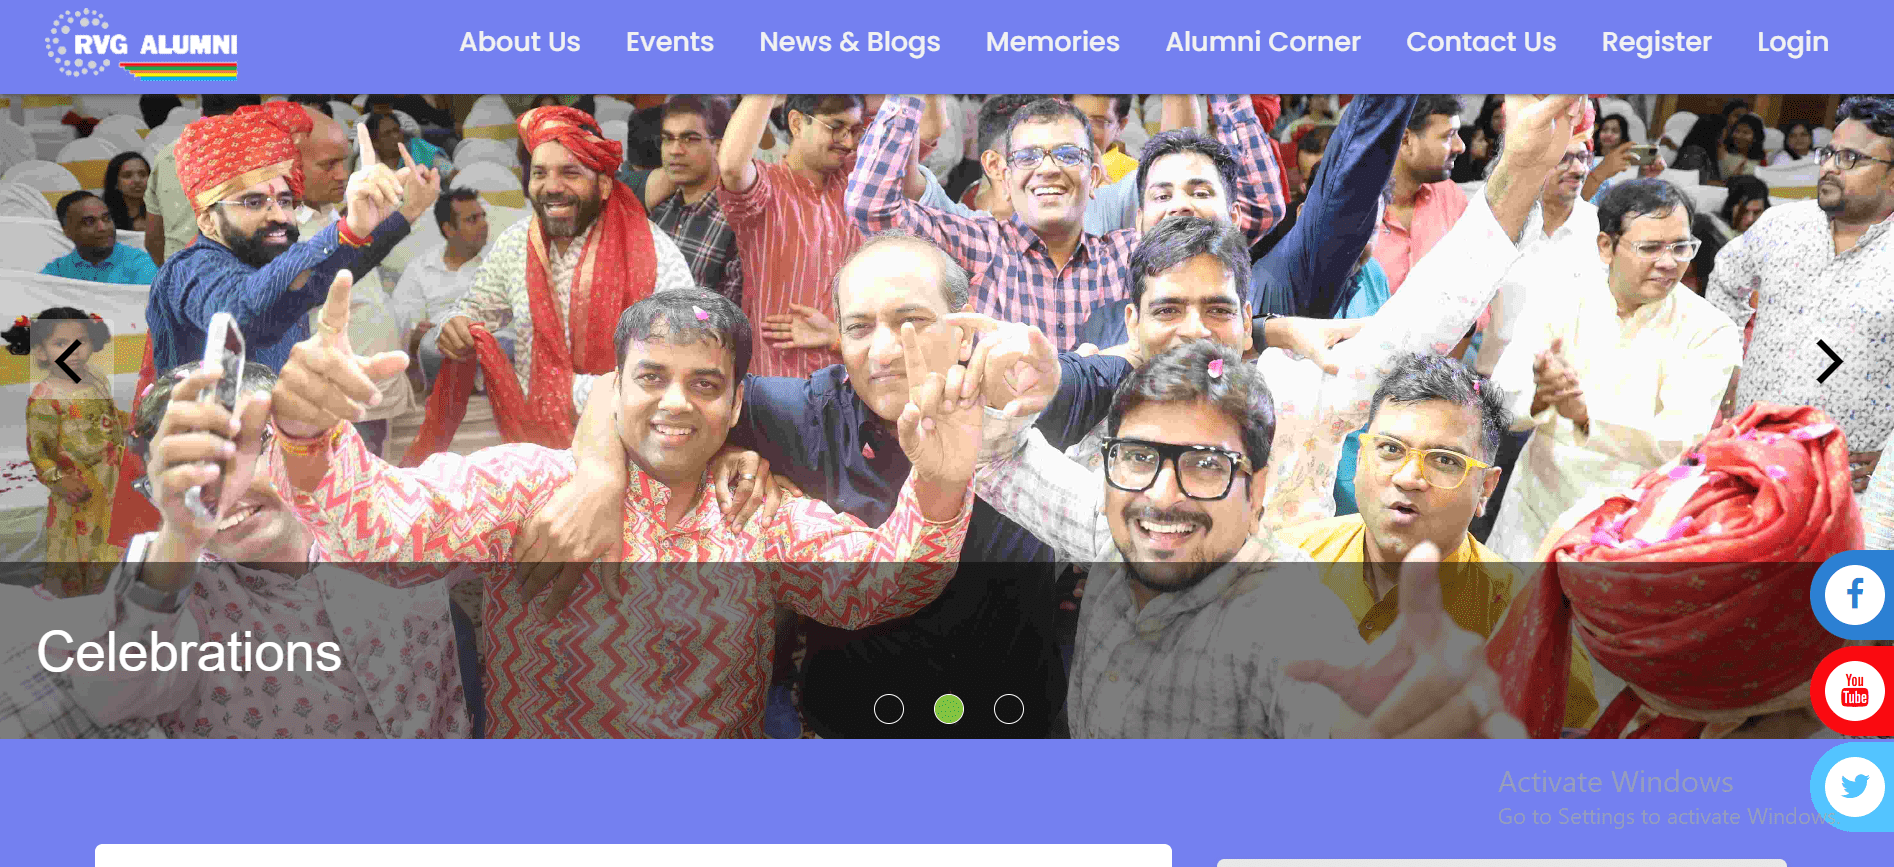 RVG ALUMNI
About Us
Events
News & Blogs
Memories
Alumni Corner
Contact Us
Register
Login
Celebrations
You
Tube
Activate Windows
Go to Settings to activate Windows